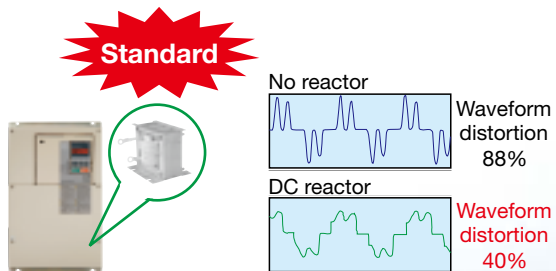 Standard
No reactor
Waveform
distortion
88%
DC reactor
Waveform
distortion
40%